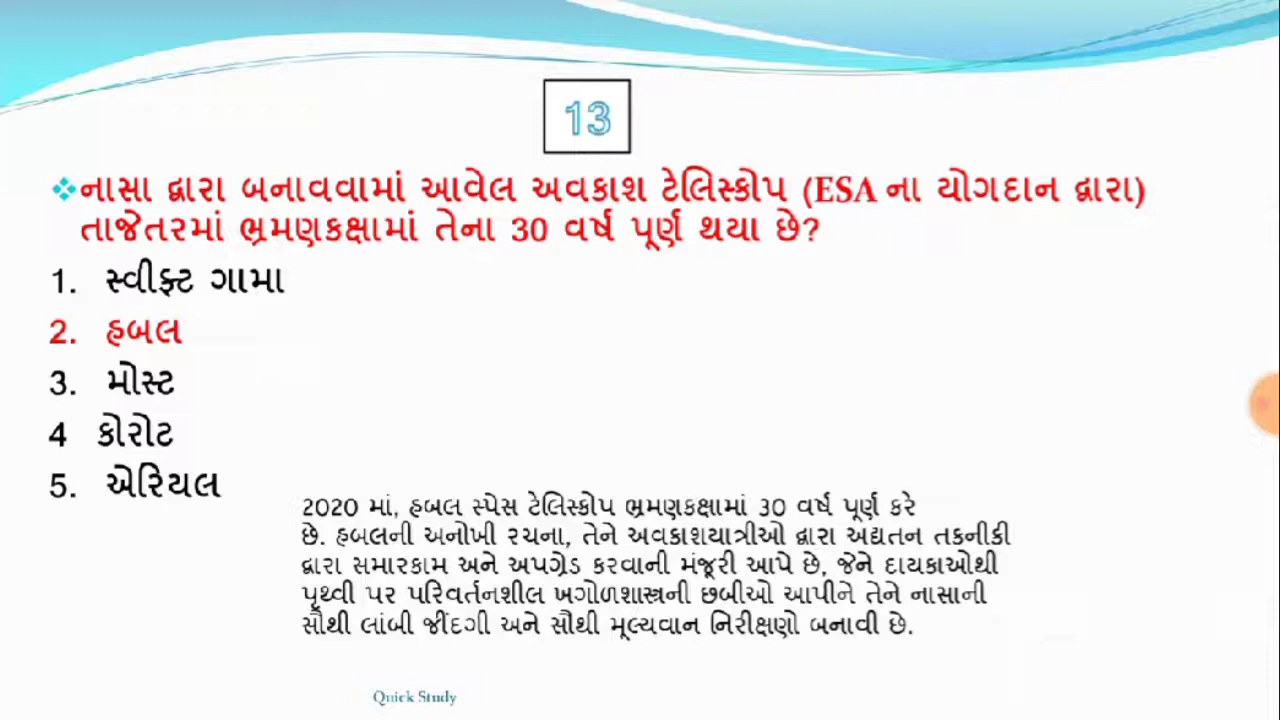 13
નાસા દ્વારા બનાવવામાં આવેલ અવકાશ ટેલિસ્કોપ (ESA ના યોગદાન દ્વારા)
તાજેતરમાં ભ્રમણકક્ષામાં તેના 30 વર્ષ પૂર્ણ થયા છે?
1. સ્વીફ્ટ ગામા
2. હબલ
3. મોસ્ટ
4 કોરોટ
5. એરિયલ
2020 માં, હબલ સ્પેસ ટેલિસ્કોપ ભ્રમણકક્ષામાં 30 વર્ષ પૂર્ણ કરે
છે. હબલની અનોખી રચના, તેને અવકાશયાત્રીઓ દ્વારા અદ્યતન તકનીકી
દ્વારા સમારકામ અને અપગ્રેડ કરવાની મંજૂરી આપે છે, જેને દાયકાઓથી
પૃથ્વી પર પરિવર્તનશીલ ખગોળશાસ્ત્રની છબીઓ આપીને તેને નાસાની
સૌથી લાંબી જીંદગી અને સૌથી મૂલ્યવાન નિરીક્ષણો બનાવી છે.
Quick Study